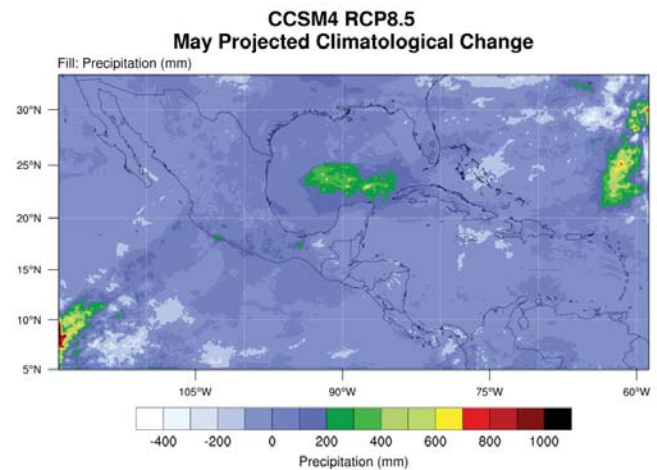 CCSM4 RCP8.5
May Projected Climatological Change
Fill: Precipitation (mm)
30°N
25°N
20°N
15°N
10°N
5°N
105°W 90°W 75°W 60°W
-400 -200 0 200 400 600 800 1000
Precipitation (mm)